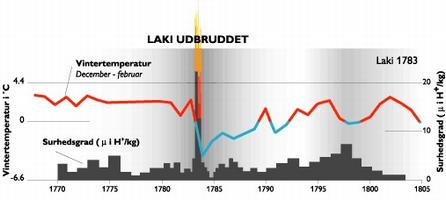 LAKI UDBRUDDET
Vintertemperatur
December - februar
Laki 1783
Vintertemperatur i °C
4.4
0
-6.6
Surhedsgrad ( µ i H⁺/kg)
20
10
0
Surhedsgrad ( µ i H⁺/kg)
1770 1775 1780 1785 1790 1795 1800 1805